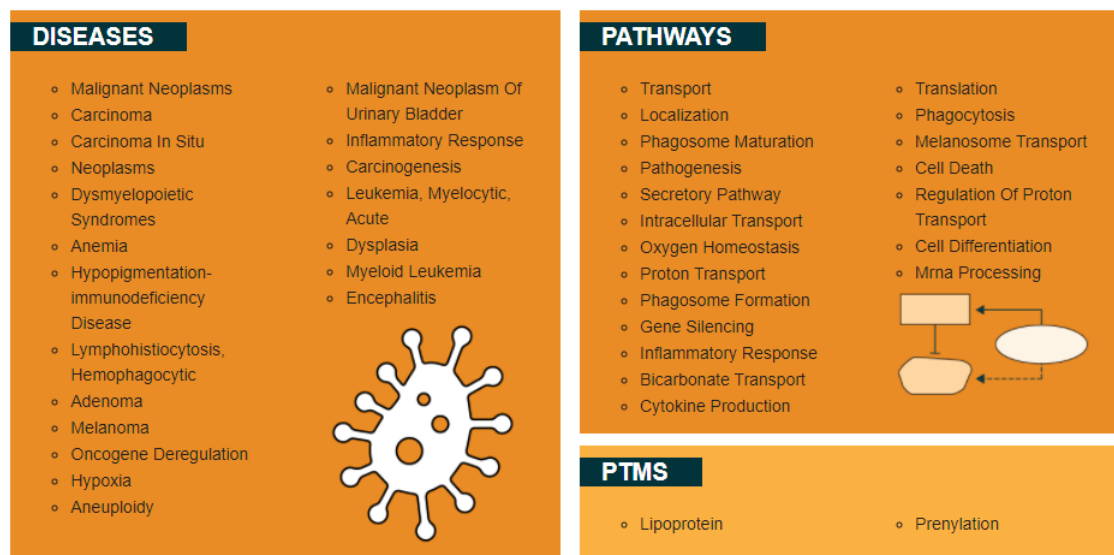 DISEASES
Malignant Neoplasms
Carcinoma
Carcinoma In Situ
Neoplasms
Dysmyelopoietic
Syndromes
Anemia
Hypopigmentation-
immunodeficiency
Disease
Lymphohistiocytosis,
Hemophagocytic
Adenoma
Melanoma
Oncogene Deregulation
Hypoxia
Aneuploidy
Malignant Neoplasm Of
Urinary Bladder
Inflammatory Response
Carcinogenesis
Leukemia, Myelocytic,
Acute
Dysplasia
Myeloid Leukemia
Encephalitis
PATHWAYS
Transport
Localization
Phagosome Maturation
Pathogenesis
Secretory Pathway
Intracellular Transport
Oxygen Homeostasis
Proton Transport
Phagosome Formation
Gene Silencing
Inflammatory Response
Bicarbonate Transport
Cytokine Production
Translation
Phagocytosis
Melanosome Transport
Cell Death
Regulation Of Proton
Transport
Cell Differentiation
Mrna Processing
PTMS
Lipoprotein
Prenylation